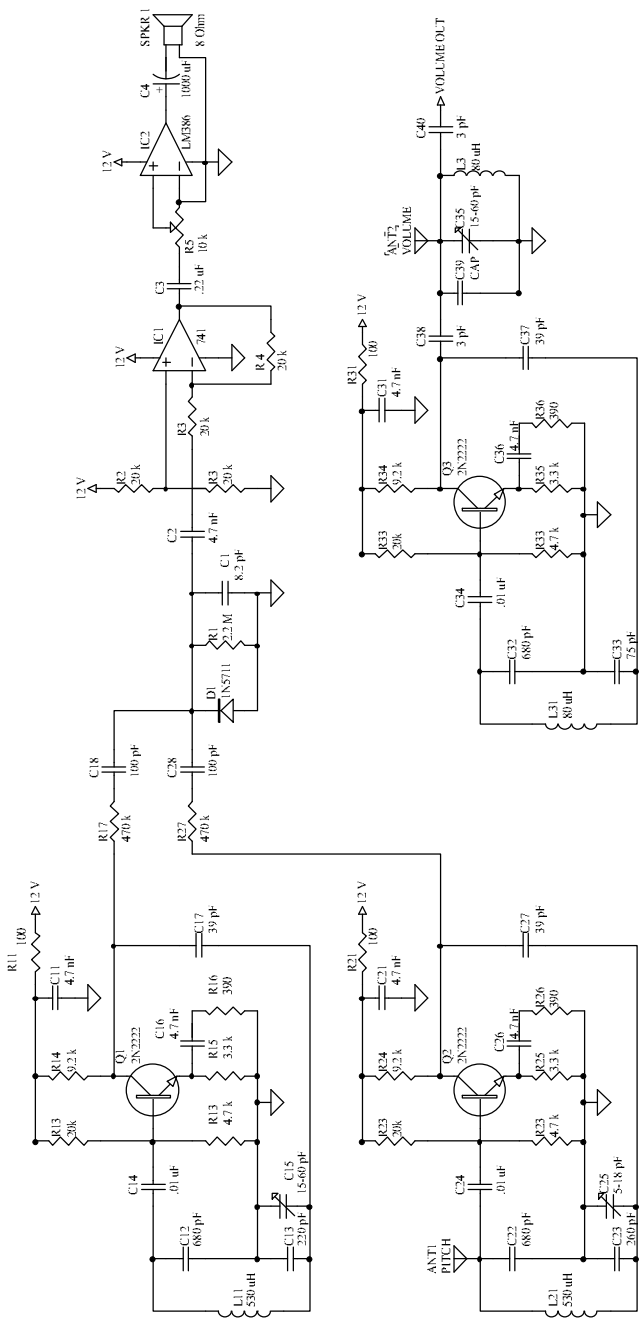 SPKR 1
8 Ohm
C4
1000 uF
+
12 V
IC2
LM386
+
-
R5
10 k
C3
.22 uF
12 V
IC1
741
+
-
R4
20 k
R3
20 k
12 V
R2
20 k
R3
20 k
C2
4.7 nF
C1
8.2 pF
R1
2.2 M
D1
1N5711
C18
100 pF
R17
470 k
C28
100 pF
R27
470 k
R11
100
12 V
C11
4.7 nF
R14
9.2 k
R13
20k
Q1
2N2222
C17
39 pF
C16
4.7 nF
R16
390
R15
3.3 k
R13
4.7 k
C14
.01 uF
C12
680 pF
C15
15-60 pF
C13
220 pF
L11
530 uH
R21
100
12 V
C21
4.7 nF
R24
9.2 k
R23
20k
Q2
2N2222
C27
39 pF
C26
4.7 nF
R26
390
R25
3.3 k
R23
4.7 k
C24
.01 uF
ANT1
PITCH
C22
680 pF
C25
5-18 pF
C23
260 pF
L21
530 uH
R31
100
12 V
C31
4.7 nF
R34
9.2 k
R33
20k
Q3
2N2222
C37
39 pF
C36
4.7 nF
R36
390
R35
3.3 k
R33
4.7 k
C34
.01 uF
C32
680 pF
C33
75 pF
L31
80 uH
C38
3 pF
C39
CAP
ANT2
VOLUME
C35
15-60 pF
L3
80 uH
C40
3 pF
VOLUME OUT